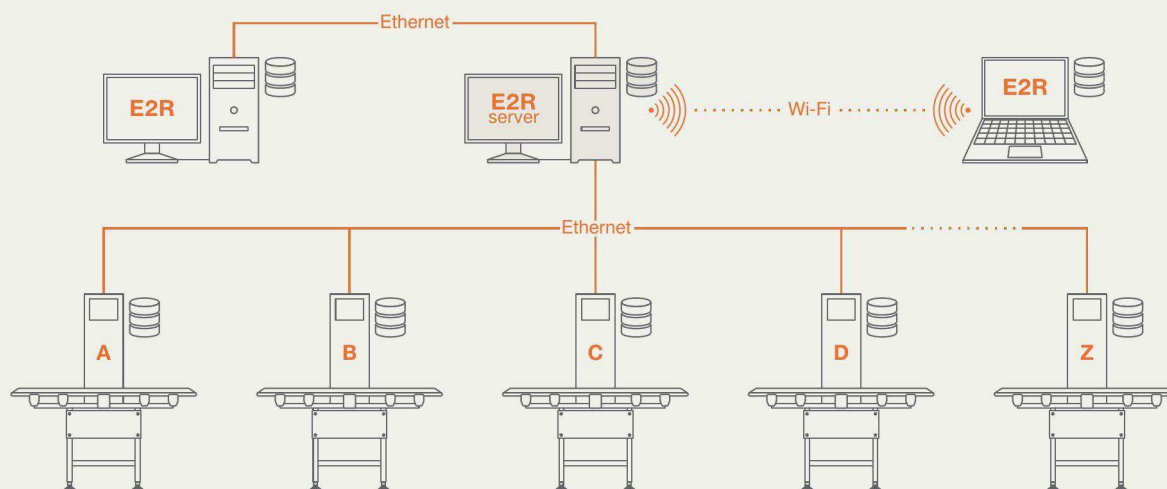 Ethernet
E2R
E2R
server
Wi-Fi
E2R
Ethernet
A
B
C
D
Z